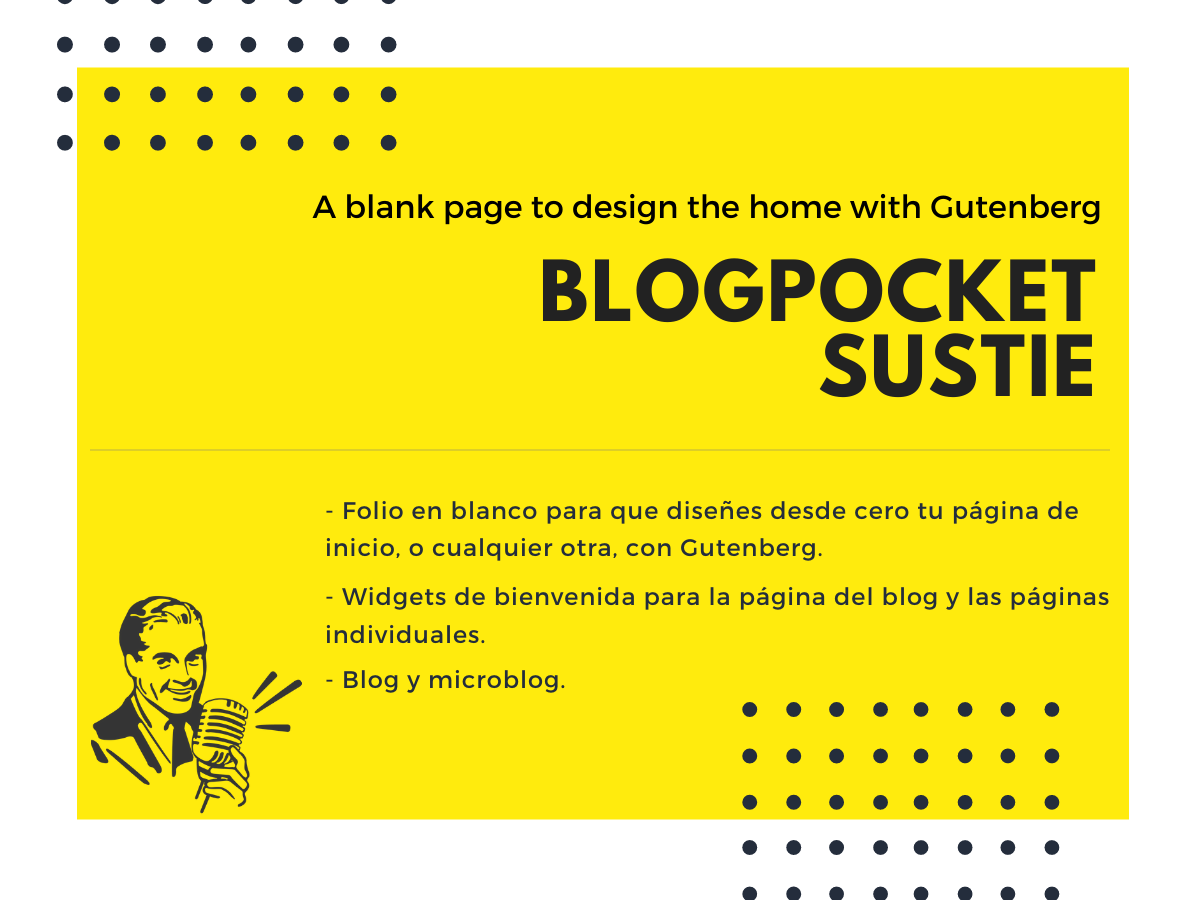 A blank page to design the home with Gutenberg
BLOGPOCKET
SUSTIE
- Folio en blanco para que diseñes desde cero tu página de
inicio, o cualquier otra, con Gutenberg.
- Widgets de bienvenida para la página del blog y las páginas
individuales.
- Blog y microblog.